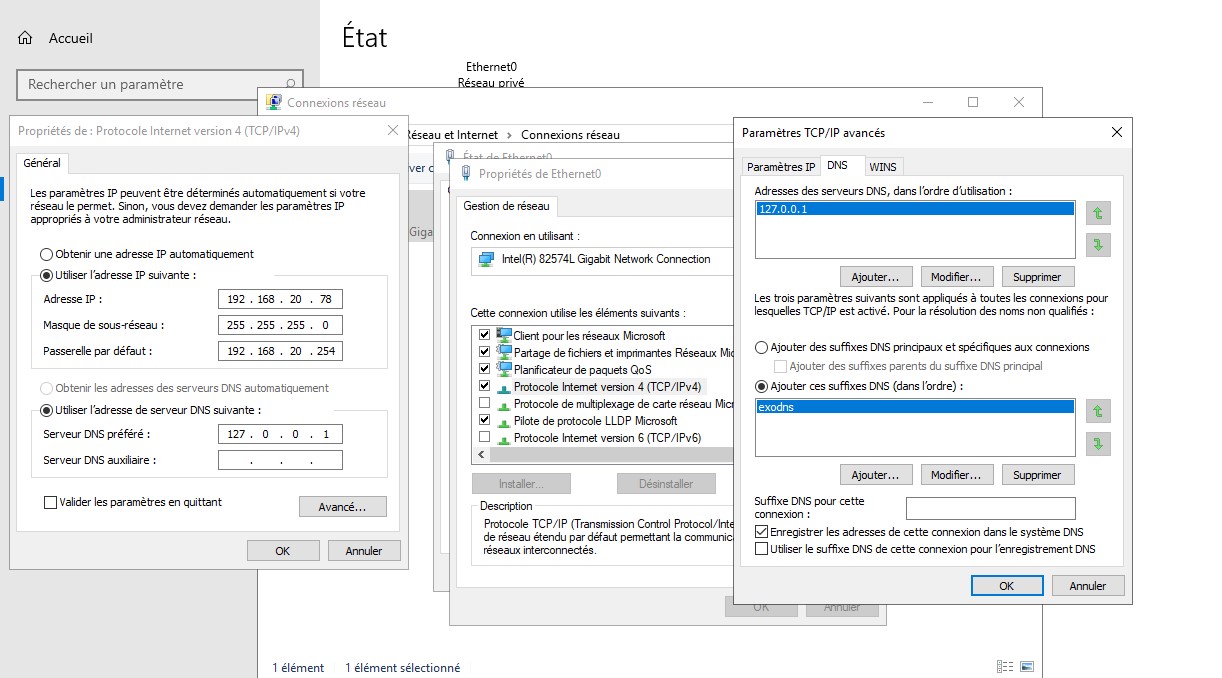 Accueil
État
Rechercher un paramètre
Ethernet0
Réseau privé
Connexions réseau
Réseau et Internet > Connexions réseau
Propriétés de : Protocole Internet version 4 (TCP/IPv4)
Général
Les paramètres IP peuvent être déterminés automatiquement si votre
réseau le permet. Sinon, vous devez demander les paramètres IP
appropriés à votre administrateur réseau.
Obtenir une adresse IP automatiquement
Utiliser l'adresse IP suivante :
Adresse IP :
192 . 168 . 20 . 78
Masque de sous-réseau :
255 . 255 . 255 . 0
Passerelle par défaut :
192 . 168 . 20 . 254
Obtenir les adresses des serveurs DNS automatiquement
Utiliser l'adresse de serveur DNS suivante :
Serveur DNS préféré :
127 . 0 . 0 . 1
Serveur DNS auxiliaire :
. . .
Valider les paramètres en quittant
Avancé...
OK
Annuler
État de Ethernet0
Propriétés de Ethernet0
Gestion de réseau
Connexion en utilisant :
Intel(R) 82574L Gigabit Network Connection
Cette connexion utilise les éléments suivants :
Client pour les réseaux Microsoft
Partage de fichiers et imprimantes Réseaux Mic
Planificateur de paquets QoS
Protocole Internet version 4 (TCP/IPv4)
Protocole de multiplexage de carte réseau Micr
Pilote de protocole LLDP Microsoft
Protocole Internet version 6 (TCP/IPv6)
Installer...
Désinstaller
Description
Protocole TCP/IP (Transmission Control Protocol/Inte
de réseau étendu par défaut permettant la communica
réseaux interconnectés.
OK
Annuler
Paramètres TCP/IP avancés
Paramètres IP
DNS
WINS
Adresses des serveurs DNS, dans l'ordre d'utilisation :
127.0.0.1
Ajouter...
Modifier...
Supprimer
Les trois paramètres suivants sont appliqués à toutes les connexions pour
lesquelles TCP/IP est activé. Pour la résolution des noms non qualifiés :
Ajouter des suffixes DNS principaux et spécifiques aux connexions
Ajouter des suffixes parents du suffixe DNS principal
Ajouter ces suffixes DNS (dans l'ordre) :
exodns
Ajouter...
Modifier...
Supprimer
Suffixe DNS pour cette
connexion :
Enregistrer les adresses de cette connexion dans le système DNS
Utiliser le suffixe DNS de cette connexion pour l'enregistrement DNS
OK
Annuler
1 élément
1 élément sélectionné